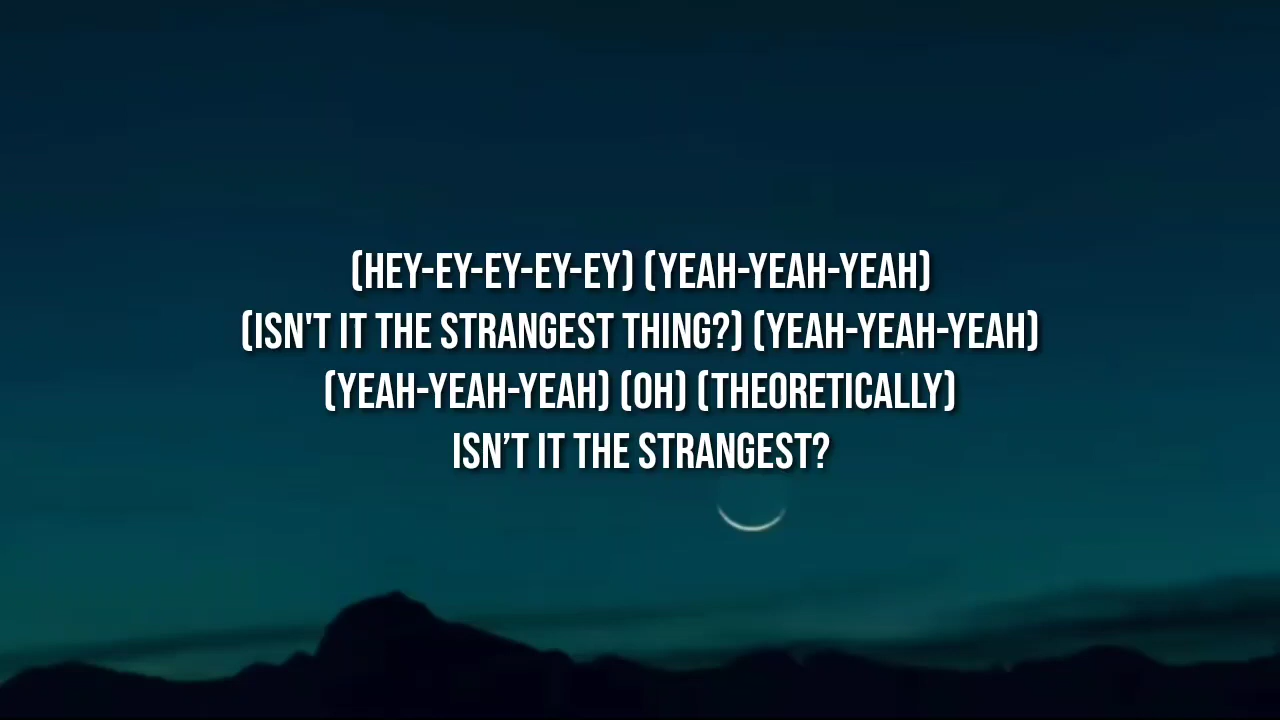 (HEY-EY-EY-EY-EY) (YEAH-YEAH-YEAH)
(ISN'T IT THE STRANGEST THING?) (YEAH-YEAH-YEAH)
(YEAH-YEAH-YEAH) (OH) (THEORETICALLY)
ISN’T IT THE STRANGEST?